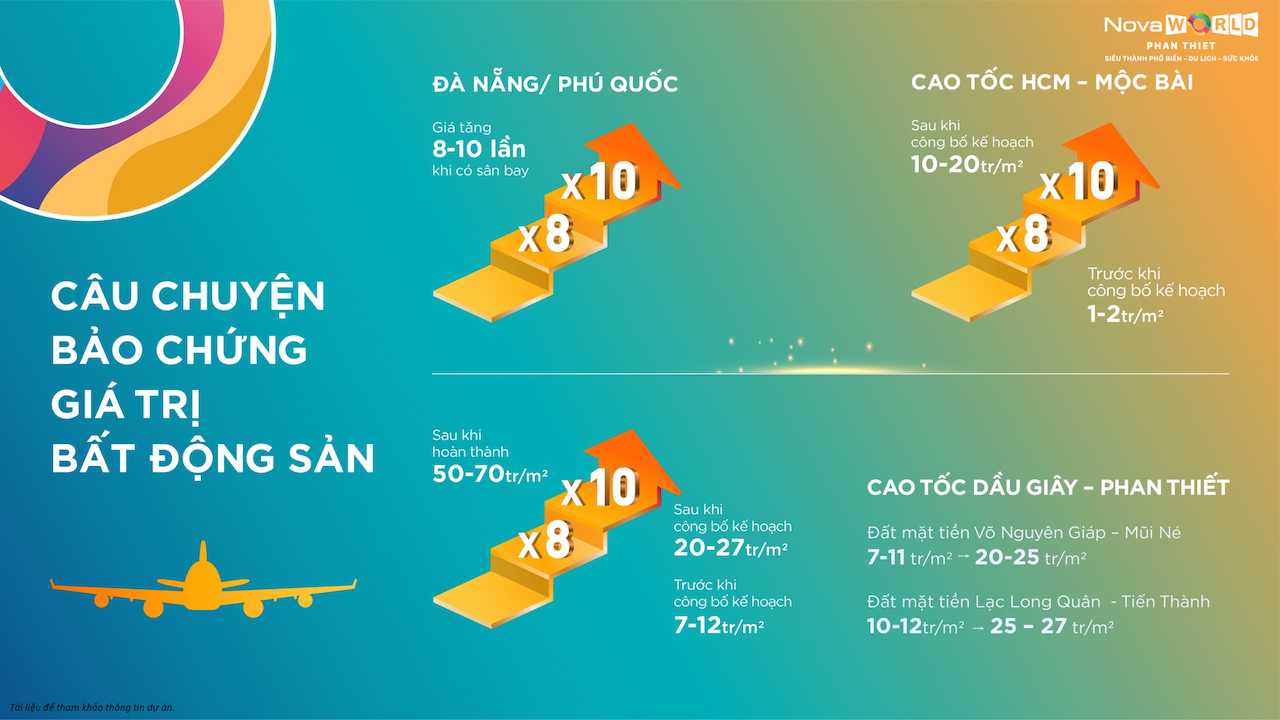 NovaWORLD
PHAN THIET
SIÊU THÀNH PHỐ BIỂN - DU LỊCH - SỨC KHỎE
CÂU CHUYỆN
BẢO CHỨNG
GIÁ TRỊ
BẤT ĐỘNG SẢN
ĐÀ NẴNG/ PHÚ QUỐC
Giá tăng
8-10 lần
khi có sân bay
x10
x8
CAO TỐC HCM – MỘC BÀI
Sau khi
công bố kế hoạch
10-20tr/m²
x10
x8
Trước khi
công bố kế hoạch
1-2tr/m²
Sau khi
hoàn thành
50-70tr/m²
x10
x8
Sau khi
công bố kế hoạch
20-27tr/m²
Trước khi
công bố kế hoạch
7-12tr/m²
CAO TỐC DẦU GIÂY – PHAN THIẾT
Đất mặt tiền Võ Nguyên Giáp – Mũi Né
7-11 tr/m² → 20-25 tr/m²
Đất mặt tiền Lạc Long Quân - Tiến Thành
10-12tr/m² → 25 – 27 tr/m²
Tài liệu để tham khảo thông tin dự án.